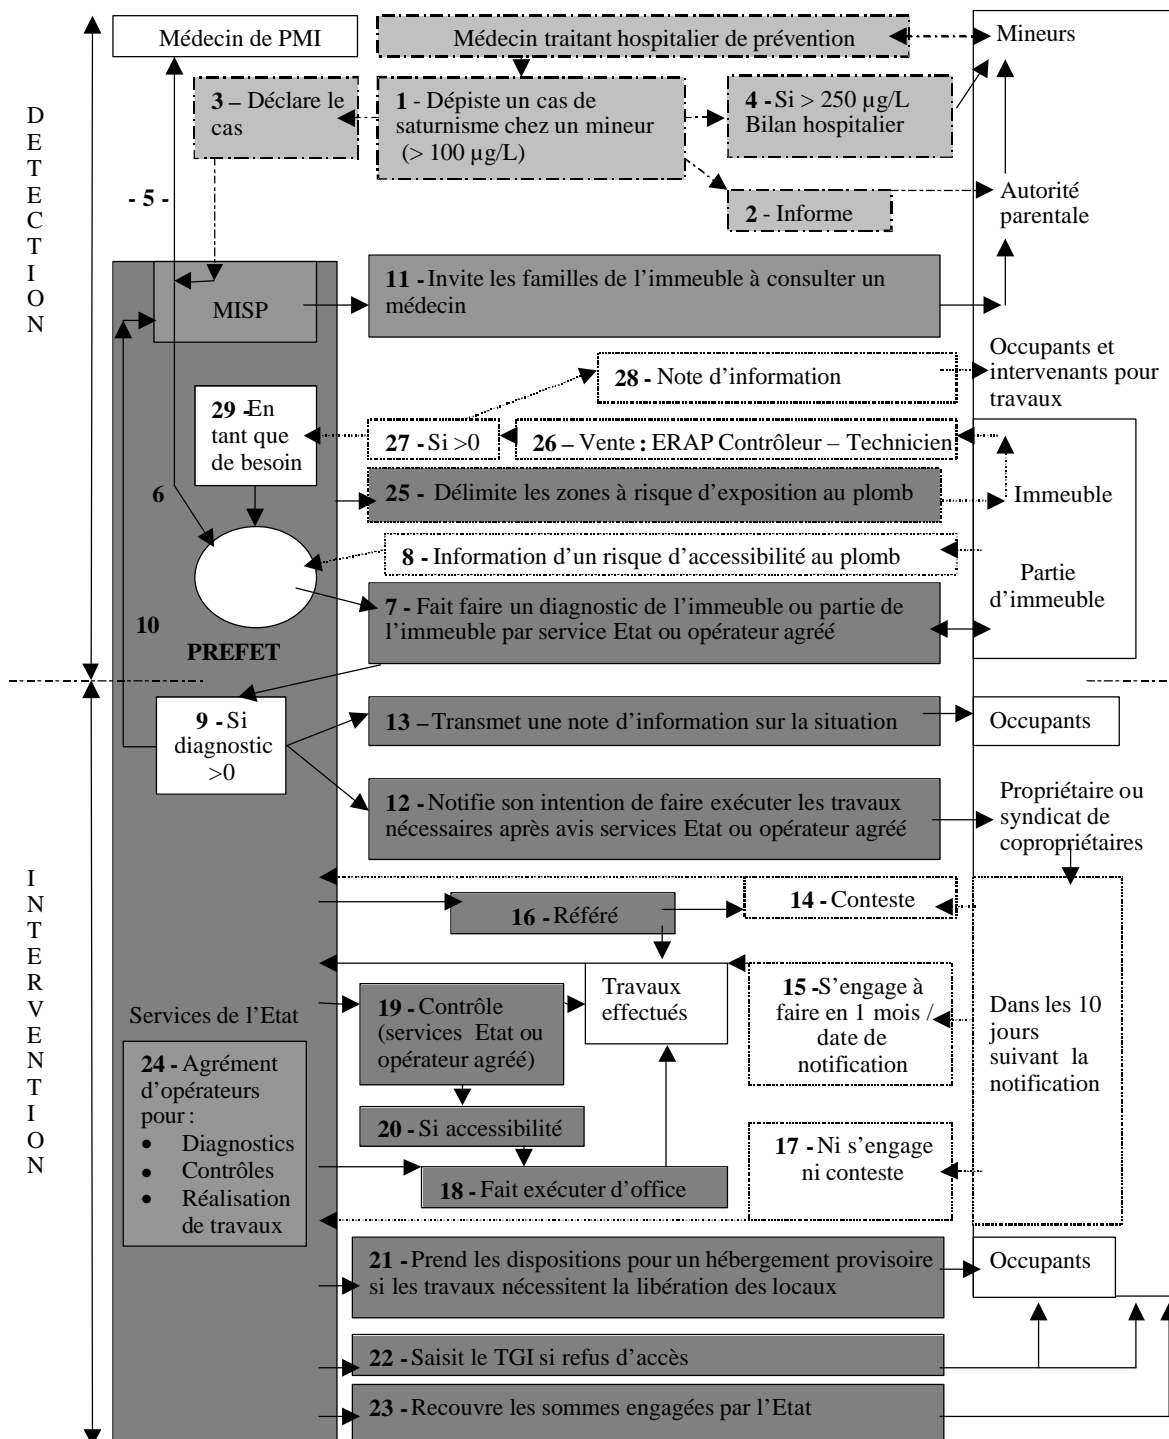 Médecin de PMI
Médecin traitant hospitalier de prévention
Mineurs
3 – Déclare le
cas
1 - Dépiste un cas de
saturnisme chez un mineur
(> 100 µg/L)
4 - Si > 250 µg/L
Bilan hospitalier
DETECTION
- 5 -
2 - Informe
Autorité
parentale
MISP
11 - Invite les familles de l’immeuble à consulter un
médecin
28 - Note d’information
Occupants et
intervenants pour
travaux
29 - En
tant que
de besoin
27 - Si >0
26 – Vente : ERAP Contrôleur – Technicien
6
25 - Délimite les zones à risque d’exposition au plomb
Immeuble
8 - Information d’un risque d’accessibilité au plomb
7 - Fait faire un diagnostic de l’immeuble ou partie de
l’immeuble par service Etat ou opérateur agréé
Partie
d’immeuble
10
PREFET
9 - Si
diagnostic
>0
13 – Transmet une note d’information sur la situation
Occupants
12 - Notifie son intention de faire exécuter les travaux
nécessaires après avis services Etat ou opérateur agréé
Propriétaire ou
syndicat de
copropriétaires
INTERVENTION
14 - Conteste
16 - Référé
Travaux
effectués
15 -S’engage à
faire en 1 mois /
date de
notification
Dans les 10
jours
suivant la
notification
Services de l’Etat
19 - Contrôle
(services Etat ou
opérateur agréé)
24 - Agrément
d’opérateurs
pour :
• Diagnostics
• Contrôles
• Réalisation
de travaux
20 - Si accessibilité
17 - Ni s’engage
ni conteste
18 - Fait exécuter d’office
21 - Prend les dispositions pour un hébergement provisoire
si les travaux nécessitent la libération des locaux
Occupants
22 - Saisit le TGI si refus d’accès
23 - Recouvre les sommes engagées par l’Etat